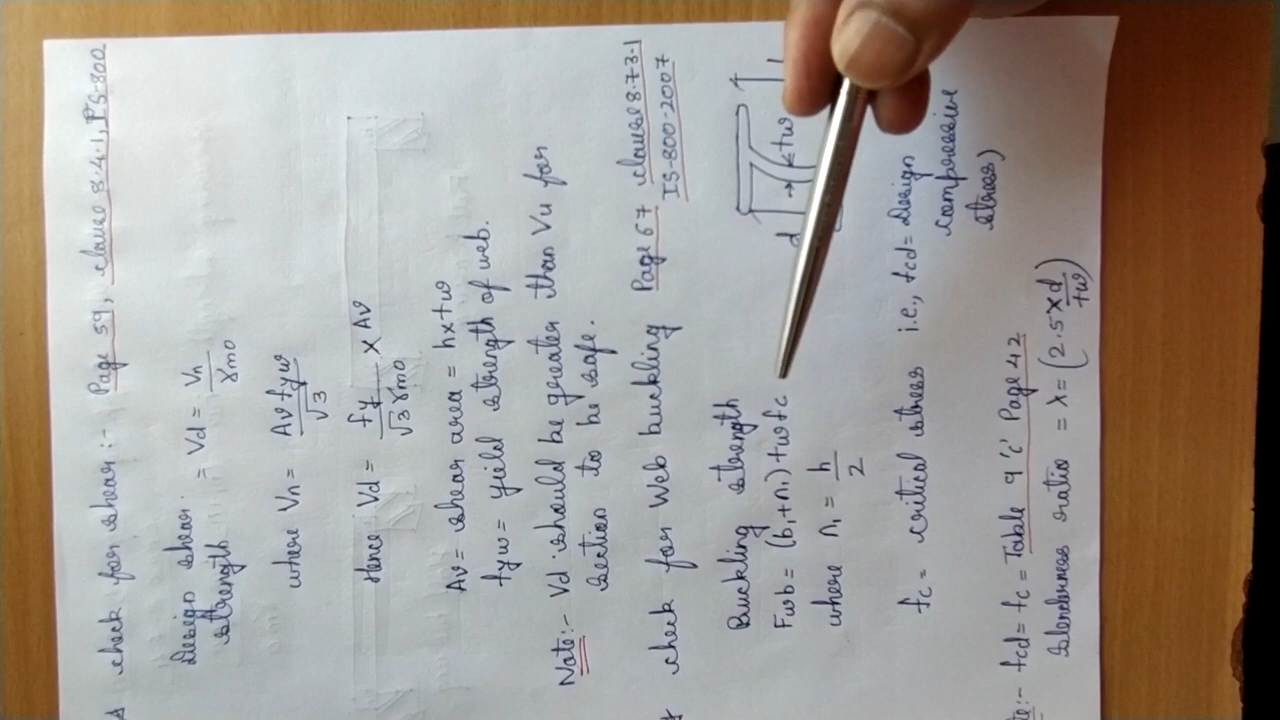 check for shear :- Page 59, clause 8.4.1, IS-800
Design shear strength = Vd = Vn / γm0
where Vn = Av fyw / √3
Hence Vd = fy / √3 γm0 × Av
Av = shear area = h×tw
fyw = yield strength of web.
Note:- Vd should be greater than Vu for
section to be safe.
check for Web buckling Page 67 clause 8.7.3.1
IS-800-2007
Buckling strength
Fwb = (b1+n1) tw fc
where n1 = h / 2
d
tw
fc = critical stress i.e., fcd = Design
compressive
stress)
fcd = fc = Table 9 'c' Page 42
Slenderness ratio = λ = (2.5 × d / tw)